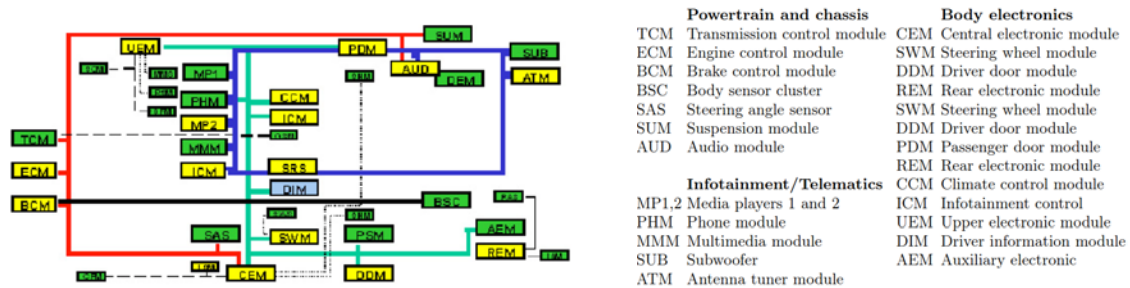 SUM
UEM
PDM
SUB
AUD
MP1
DEM
ATM
PHM
CCM
ICM
MP2
TCM
MMM
ECM
ICM
SRS
DIM
BCM
BSC
SAS
SWM
PSM
AEM
REM
CEM
DDM
Powertrain and chassis
TCM Transmission control module
ECM Engine control module
BCM Brake control module
BSC Body sensor cluster
SAS Steering angle sensor
SUM Suspension module
AUD Audio module
Infotainment/Telematics
MP1,2 Media players 1 and 2
PHM Phone module
MMM Multimedia module
SUB Subwoofer
ATM Antenna tuner module
Body electronics
CEM Central electronic module
SWM Steering wheel module
DDM Driver door module
REM Rear electronic module
SWM Steering wheel module
DDM Driver door module
PDM Passenger door module
REM Rear electronic module
CCM Climate control module
ICM Infotainment control
UEM Upper electronic module
DIM Driver information module
AEM Auxiliary electronic